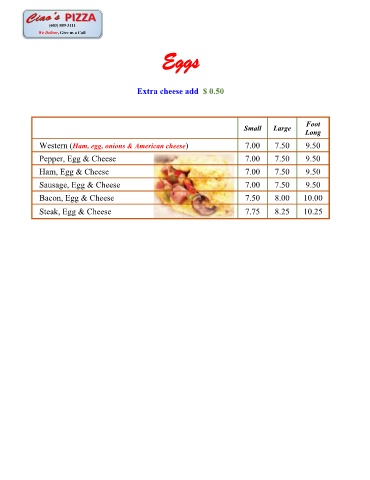 Ciao's PIZZA
(603) 889-3111
We Deliver, Give us a Call
Eggs
Extra cheese add $ 0.50
Small Large Foot Long
Western (Ham, egg, onions & American cheese) 7.00 7.50 9.50
Pepper, Egg & Cheese 7.00 7.50 9.50
Ham, Egg & Cheese 7.00 7.50 9.50
Sausage, Egg & Cheese 7.00 7.50 9.50
Bacon, Egg & Cheese 7.50 8.00 10.00
Steak, Egg & Cheese 7.75 8.25 10.25